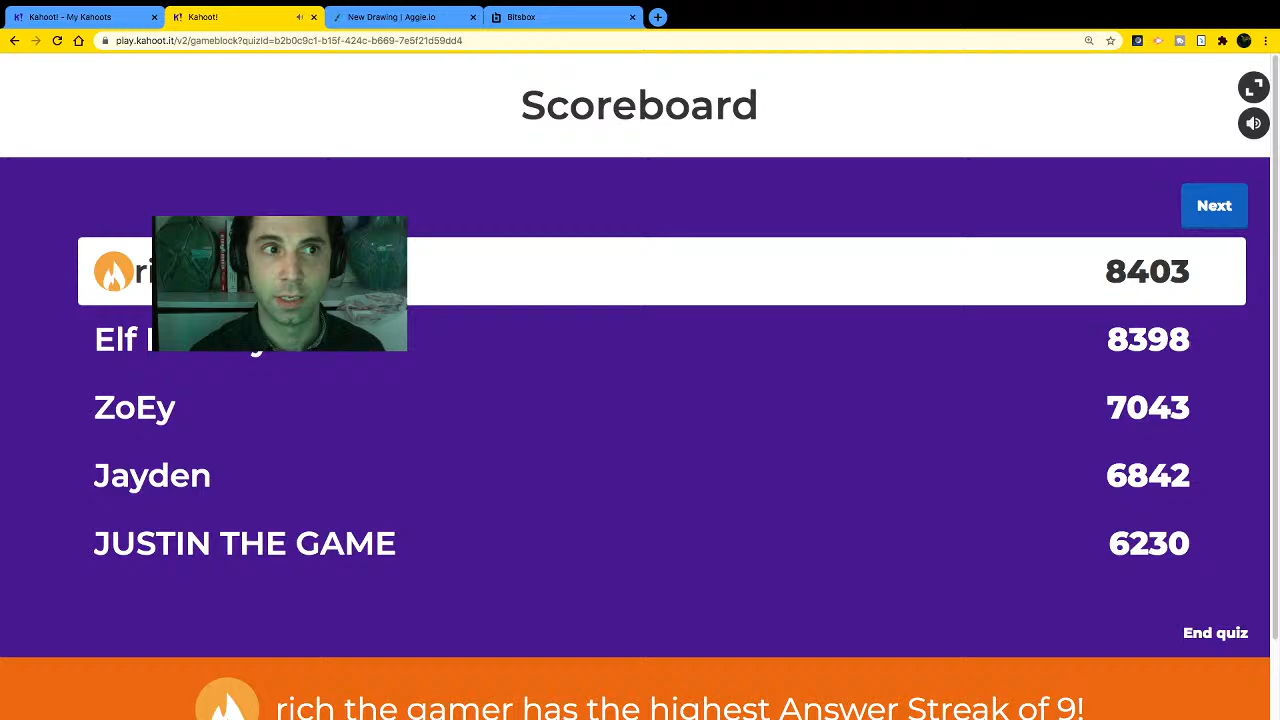 Kahoot! - My Kahoots
Kahoot!
New Drawing | Aggie.io
Bitsbox
play.kahoot.it/v2/gameblock?quizId=b2b0c9c1-b15f-424c-b669-7e5f21d59dd4
Scoreboard
Next
ri 8403
Elf 8398
ZoEy 7043
Jayden 6842
JUSTIN THE GAME 6230
End quiz
rich the gamer has the highest Answer Streak of 9!